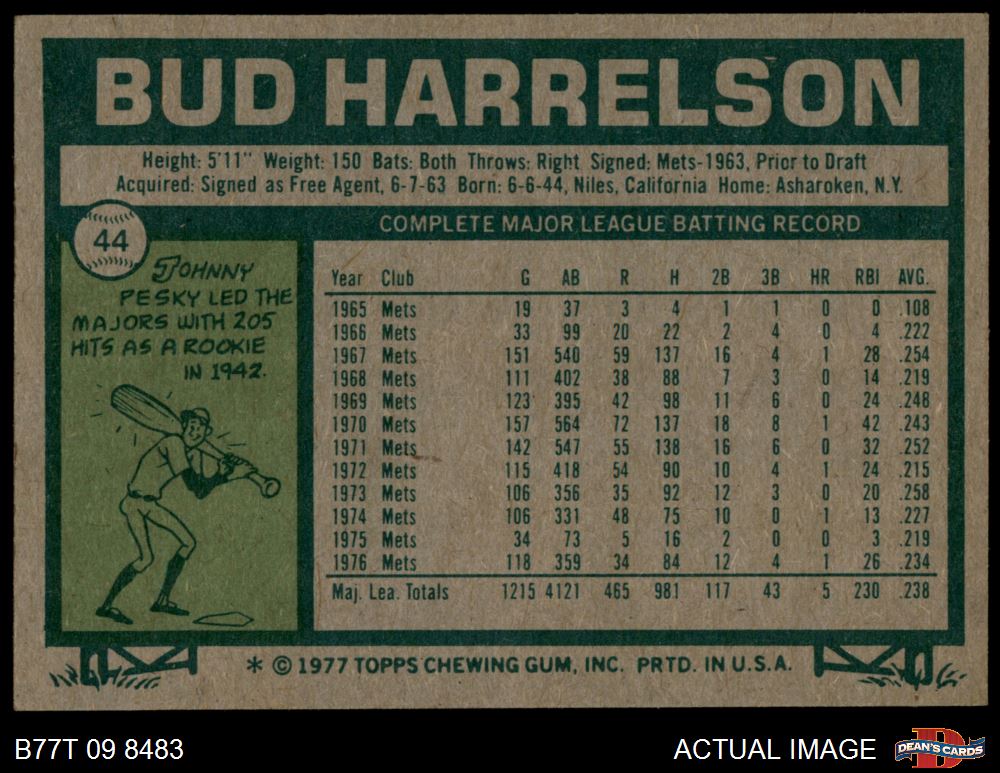 BUD HARRELSON
Height: 5'11" Weight: 150 Bats: Both Throws: Right Signed: Mets-1963, Prior to Draft
Acquired: Signed as Free Agent, 6-7-63 Born: 6-6-44, Niles, California Home: Asharoken, N.Y.
44
COMPLETE MAJOR LEAGUE BATTING RECORD
JOHNNY
PESKY LED THE
MAJORS WITH 205
HITS AS A ROOKIE
IN 1942.
Year Club G AB R H 2B 3B HR RBI AVG.
1965 Mets 19 37 3 4 1 1 0 0 .108
1966 Mets 33 99 20 22 2 4 0 4 .222
1967 Mets 151 540 59 137 16 4 1 28 .254
1968 Mets 111 402 38 88 7 3 0 14 .219
1969 Mets 123 395 42 98 11 6 0 24 .248
1970 Mets 157 564 72 137 18 8 1 42 .243
1971 Mets 142 547 55 138 16 6 0 32 .252
1972 Mets 115 418 54 90 10 4 1 24 .215
1973 Mets 106 356 35 92 12 3 0 20 .258
1974 Mets 106 331 48 75 10 0 1 13 .227
1975 Mets 34 73 5 16 2 0 0 3 .219
1976 Mets 118 359 34 84 12 4 1 26 .234
Maj. Lea. Totals 1215 4121 465 981 117 43 5 230 .238
* © 1977 TOPPS CHEWING GUM, INC. PRTD. IN U.S.A.
B77T 09 8483
ACTUAL IMAGE
D
DEAN'S CARDS